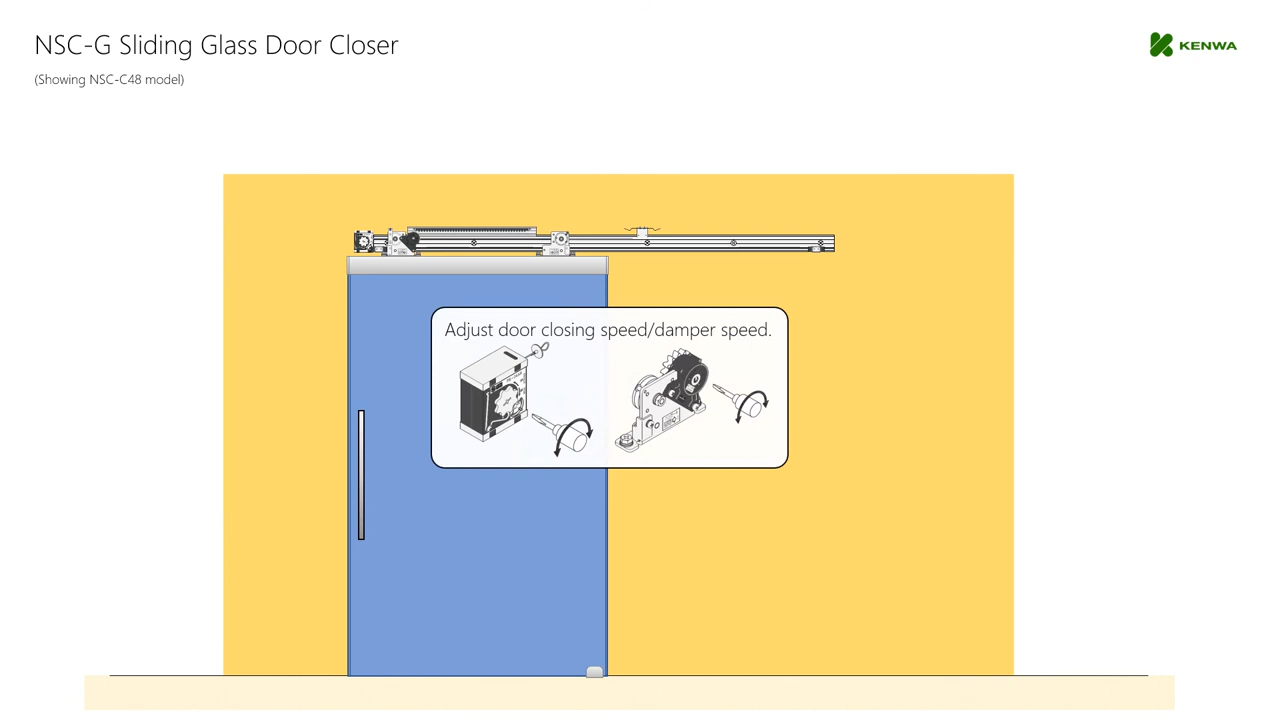 NSC-G Sliding Glass Door Closer
KENWA
(Showing NSC-C48 model)
Adjust door closing speed/damper speed.